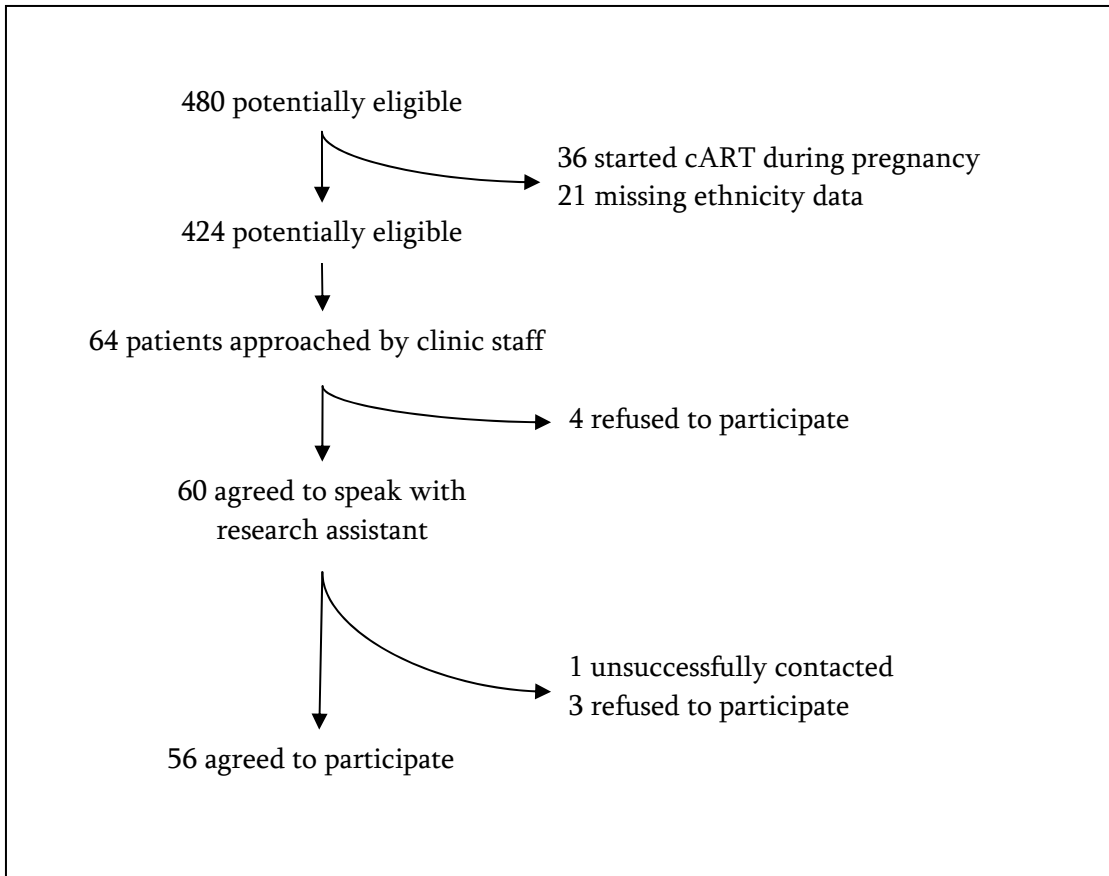 480 potentially eligible
36 started cART during pregnancy
21 missing ethnicity data
424 potentially eligible
64 patients approached by clinic staff
4 refused to participate
60 agreed to speak with
research assistant
1 unsuccessfully contacted
3 refused to participate
56 agreed to participate